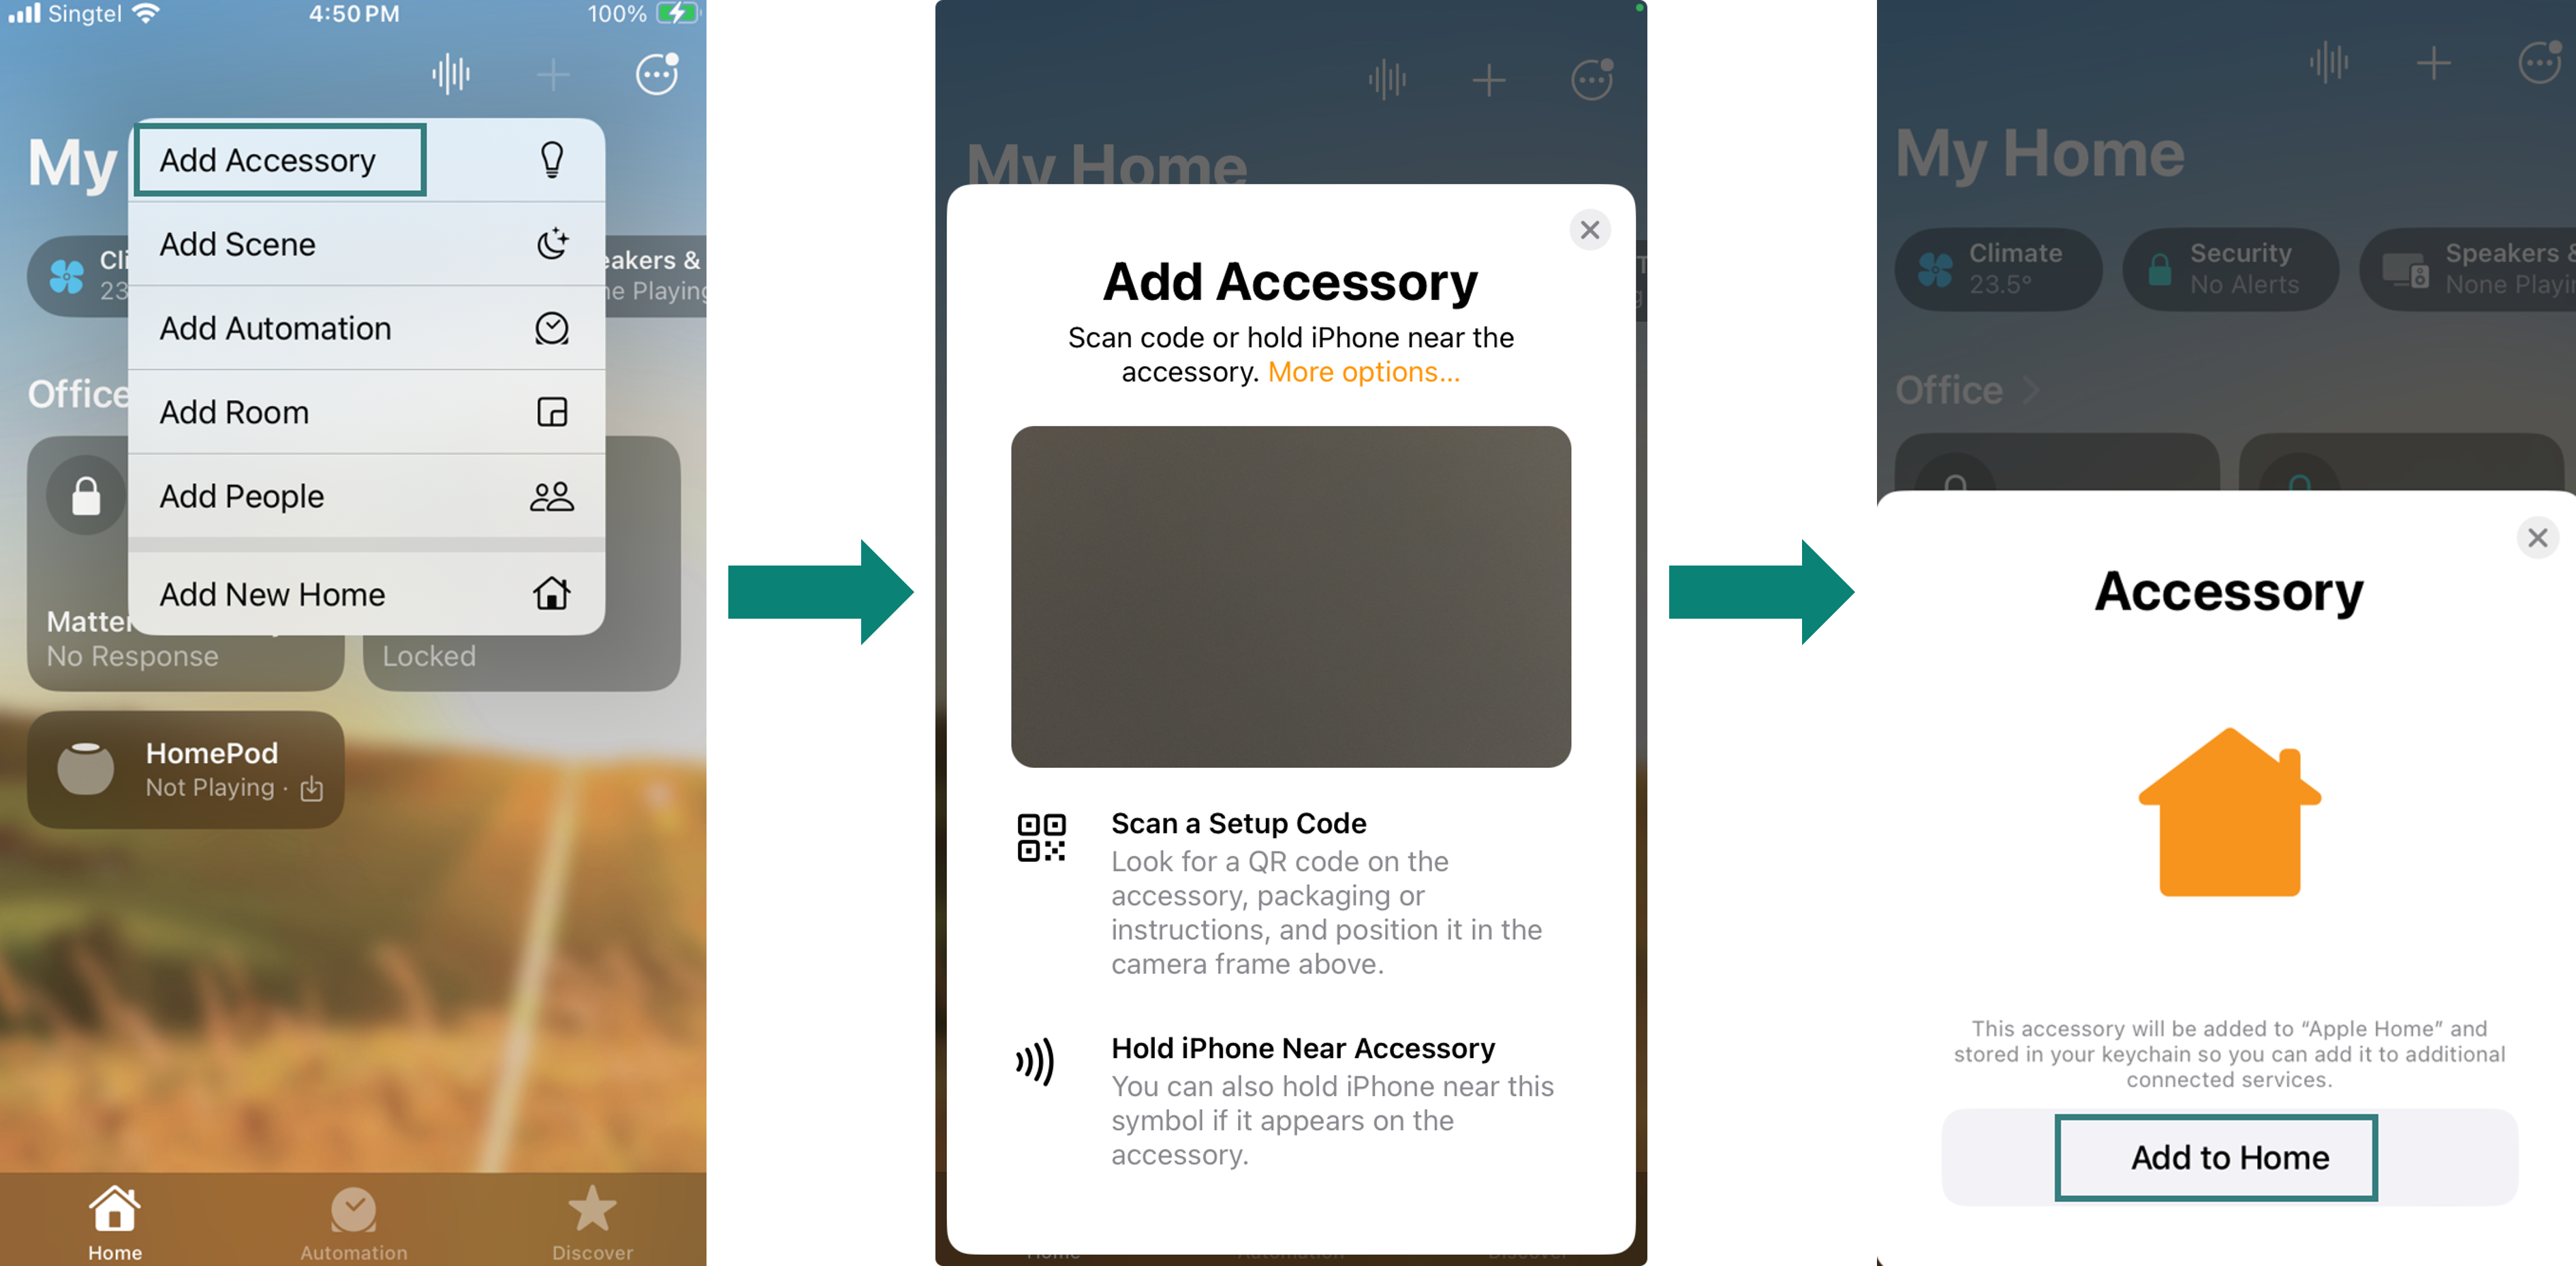 Singtel 4:50 PM 100%
My
Add Accessory
Add Scene
Add Automation
Add Room
Add People
Add New Home
Cli
23
eakers &
ne Playing
Office
Matter
No Response
Locked
HomePod
Not Playing ·
Home
Automation
Discover
My Home
Add Accessory
Scan code or hold iPhone near the
accessory. More options...
Scan a Setup Code
Look for a QR code on the
accessory, packaging or
instructions, and position it in the
camera frame above.
Hold iPhone Near Accessory
You can also hold iPhone near this
symbol if it appears on the
accessory.
Home
Automation
Discover
My Home
Climate
23.5°
Security
No Alerts
Speakers &
None Playin
Office >
Accessory
This accessory will be added to “Apple Home” and
stored in your keychain so you can add it to additional
connected services.
Add to Home